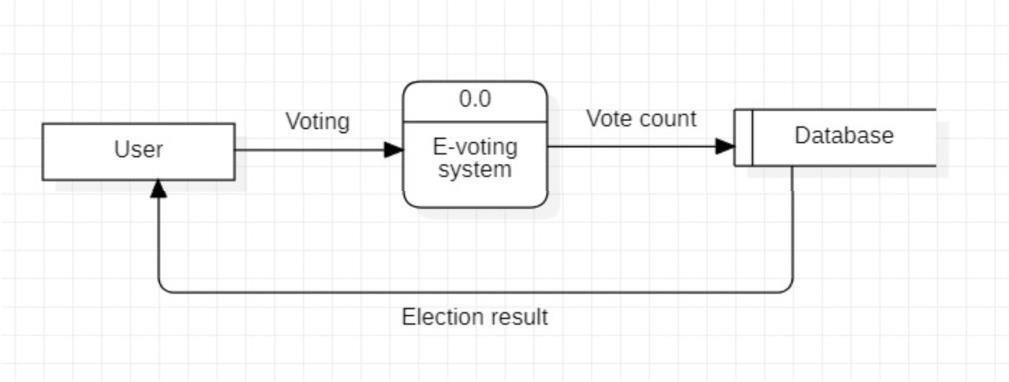 User
Voting
0.0
E-voting
system
Vote count
Database
Election result